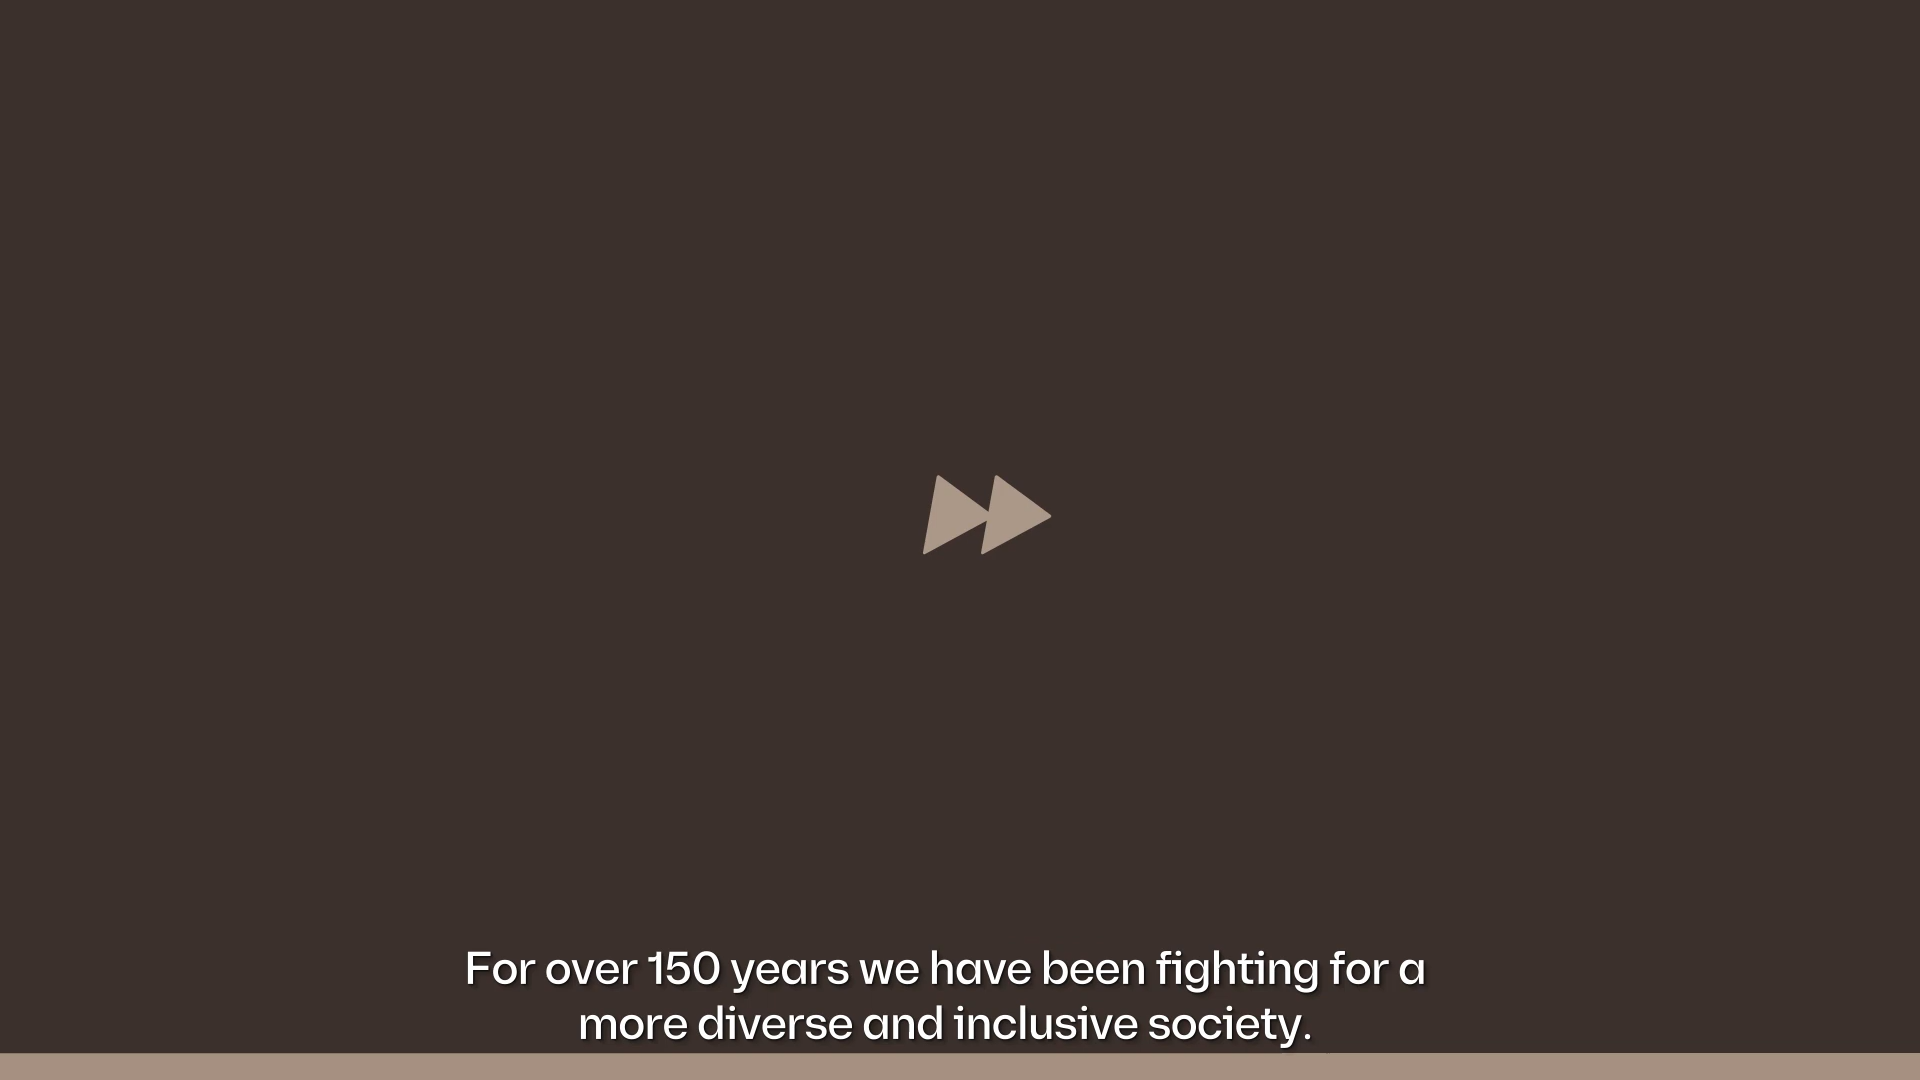 For over 150 years we have been fighting for a
more diverse and inclusive society.